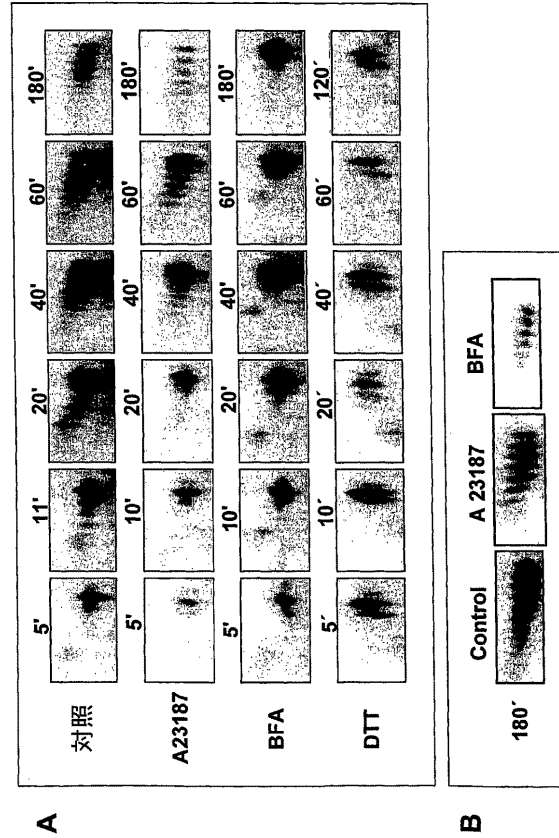 A
対照 5' 11' 20' 40' 60' 180'
A23187 5' 10' 20' 40' 60' 180'
BFA 5' 10' 20' 40' 60' 180'
DTT 5´ 10´ 20´ 40´ 60´ 120´
B
Control A 23187 BFA
180´